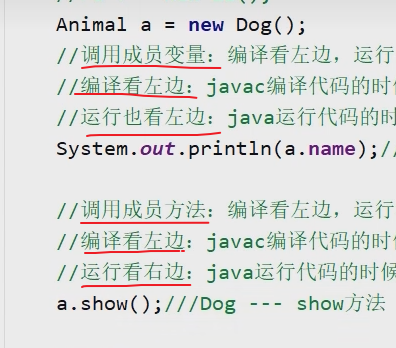 Animal a = new Dog();
//调用成员变量：编译看左边，运行
//编译看左边：javac编译代码的时
//运行也看左边：java运行代码的时
System.out.println(a.name);//
//调用成员方法：编译看左边，运行
//编译看左边：javac编译代码的时
//运行看右边：java运行代码的时候
a.show();///Dog --- show方法